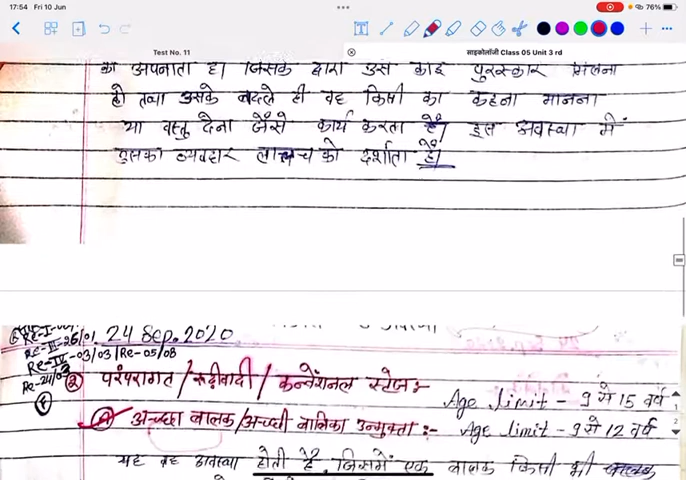 17:54 Fri 10 Jun
76%
Test No. 11
साइकोलॉजी Class 05 Unit 3 rd
को अपनाता है। जिसके द्वारा उसे कोई पुरस्कार मिलना
हो तथा उसके बदले ही वह किसी का कहना मानना
या वस्तु देना जैसे कार्य करता है। इस अवस्था में
उसका व्यवहार लालच को दर्शाता है।
24 Sep. 2020
Re-III-26/01
Re-IV-03/03 | Re-05/08
Re-24/03
② परंपरागत / रूढ़ीवादी / कन्वेंशनल स्टेज :-
Age limit - 9 से 15 वर्ष
(A) अच्छा बालक/अच्छी बालिका उन्मुक्ता :- Age limit - 9 से 12 वर्ष
यह वह अवस्था होती है, जिसमें एक बालक किसी भी